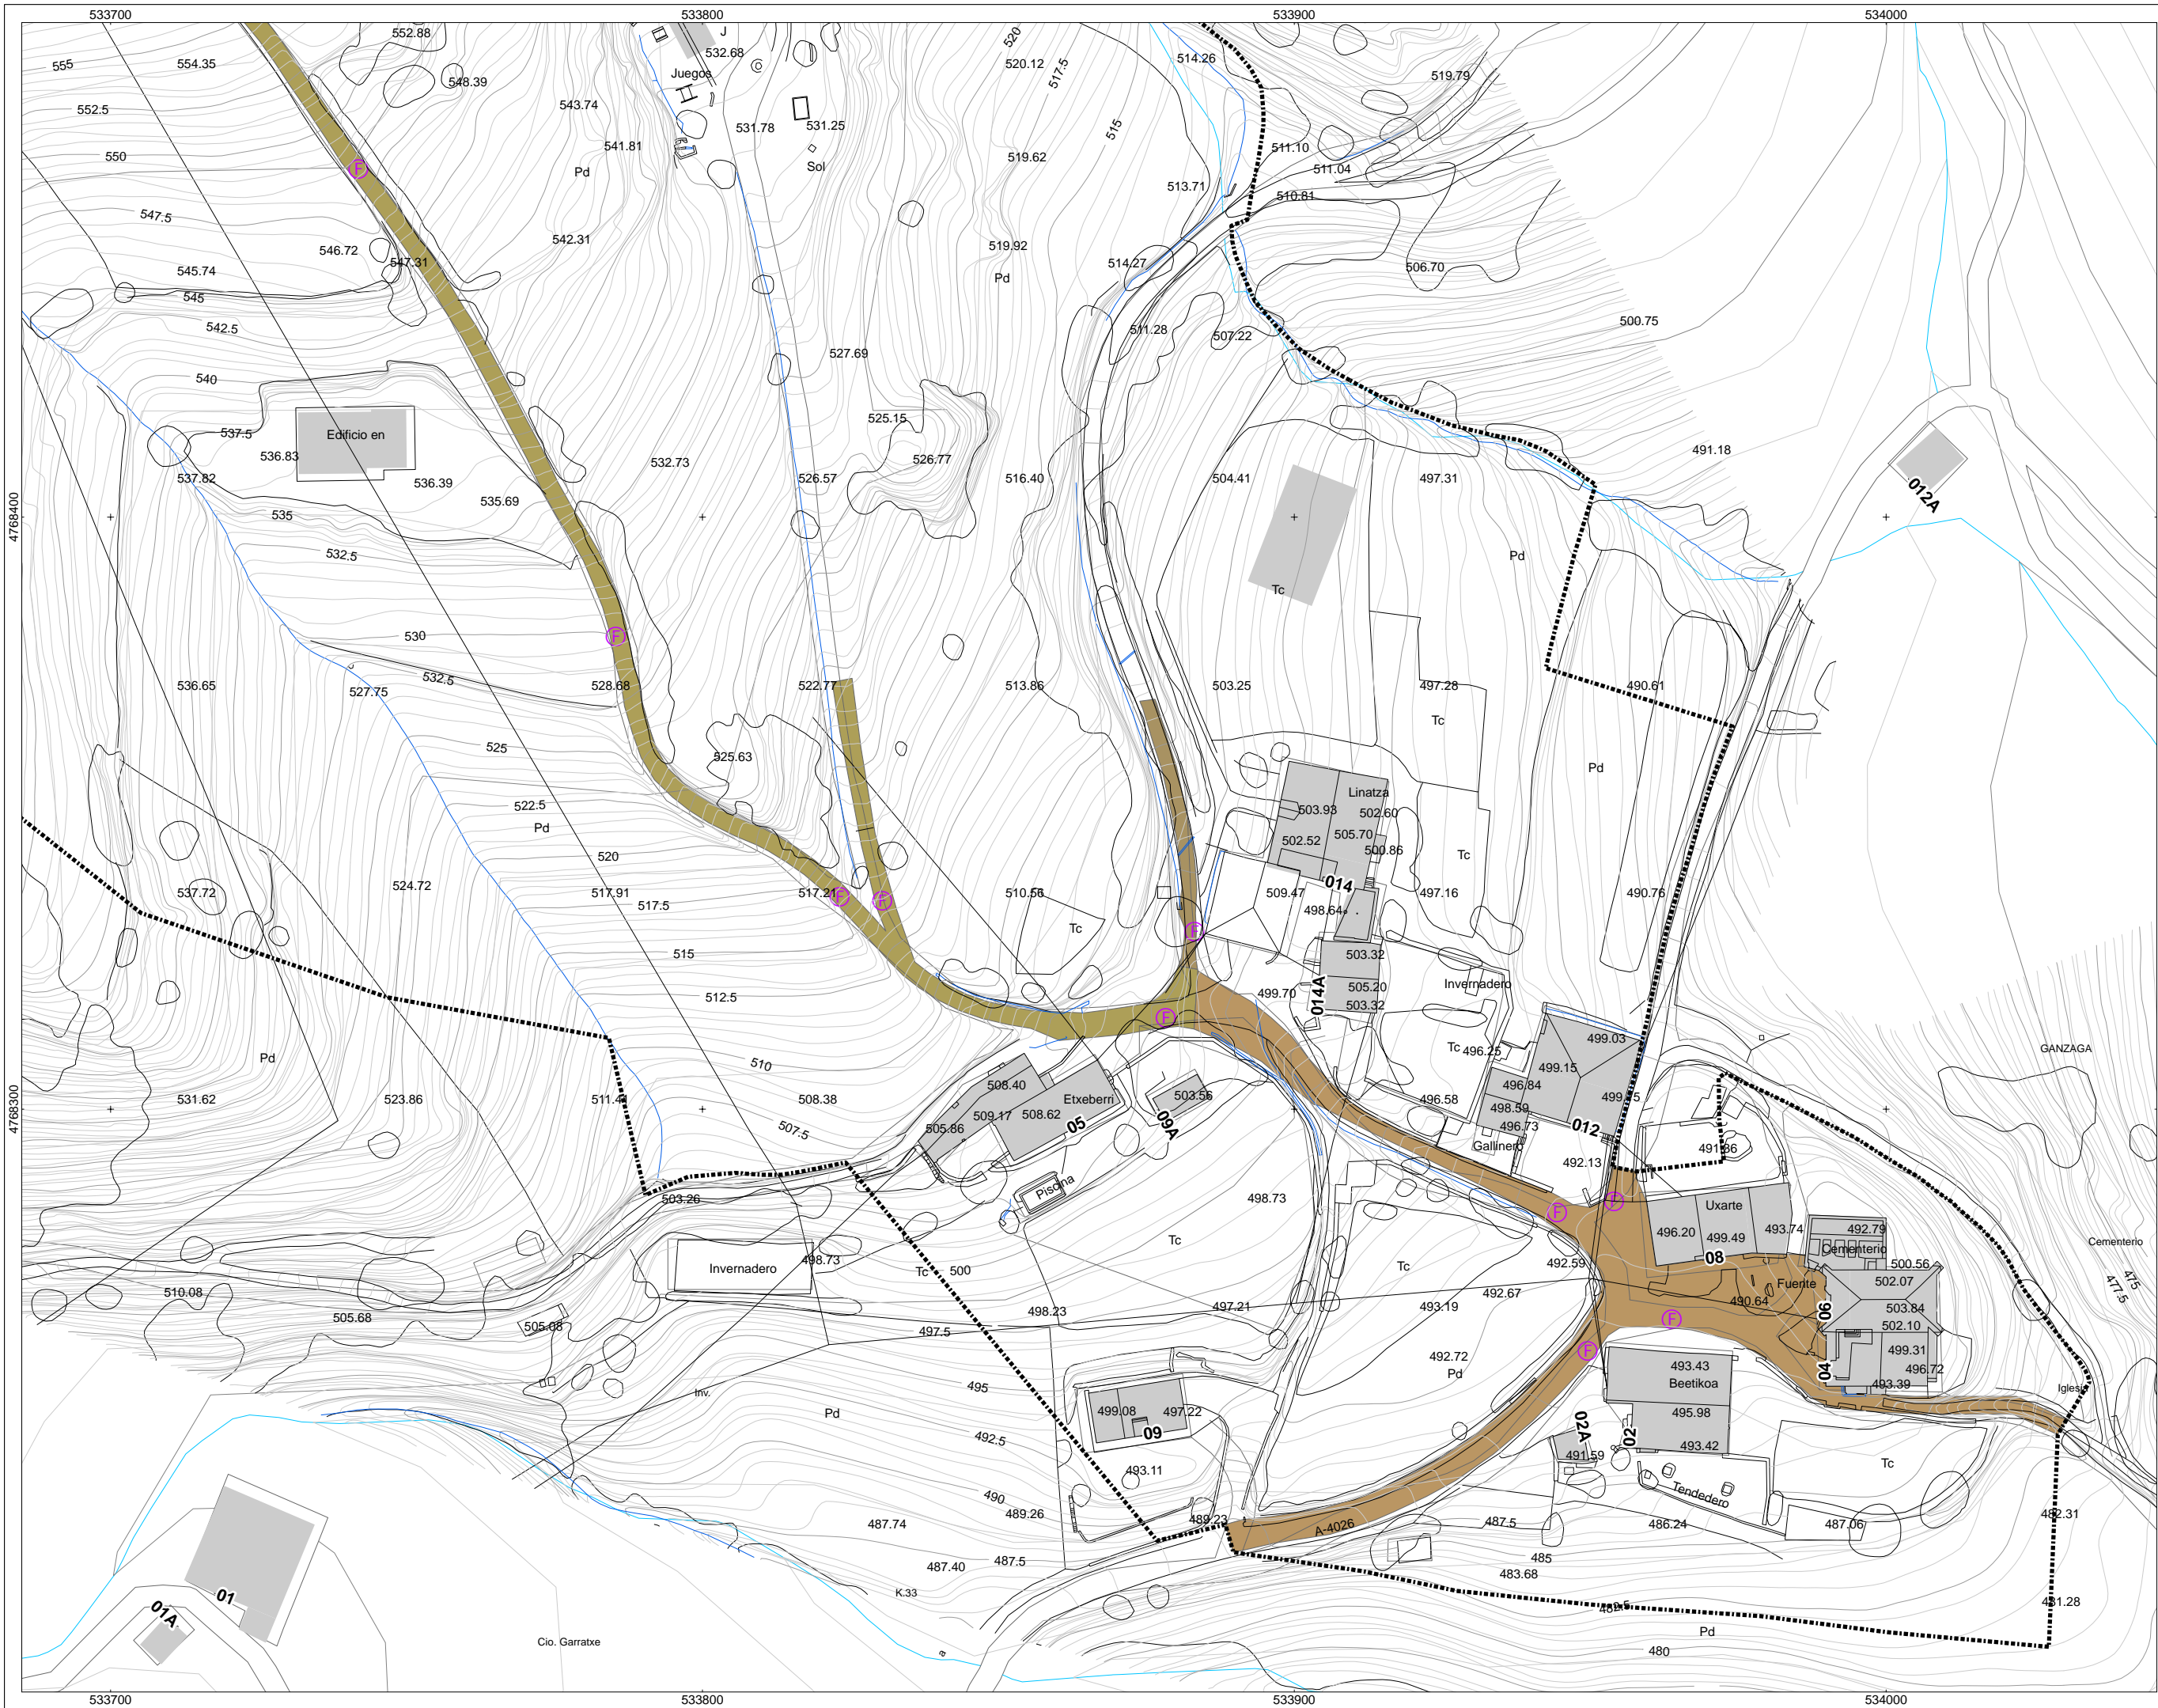 533700 533800 533900 534000
552.88 J
532.68
555 554.35 520 520.12 514.26
548.39 Juegos 517.5 519.79
552.5 543.74 531.78 531.25 515
550 541.81 511.10
F Pd Sol 519.62 511.04
513.71 510.81
547.5
546.72 542.31 519.92
547.31 514.27 506.70
545.74 Pd
545
542.5 511.28 507.22 500.75
527.69
540
525.15
537.5 Edificio en
536.83 532.73 526.77 491.18
537.82 536.39 526.57 516.40 504.41 497.31
535.69 012A
4768400
535
532.5 Pd
Tc
530 F
532.5
536.65 527.75 528.68 522.77 513.86 503.25 497.28 490.61
Tc
525 525.63
Pd
522.5 Linatza
503.93 502.60
Pd 505.70
520 502.52 500.86 Tc
524.72 014
537.72 517.91 517.21 F F 510.56 509.47 497.16 490.76
517.5 498.64
Tc F
515 503.32
014A 505.20 Invernadero
512.5 499.70 503.32
F
499.03
Pd Tc 496.25 GANZAGA
510 499.15
508.40 496.84
531.62 523.86 511.41 508.38 Etxeberri 503.56 496.58
4768300
509.17 508.62 498.59
507.5 505.86 05 09A 496.73 012
Gallinero 491.86
492.13
503.26 Piscina 498.73
F F Uxarte
496.20 499.49 493.74 492.79
Tc Cementerio Cementerio
498.73 08
Invernadero Tc 500 Tc 492.59 500.56
510.08 Fuente 502.07 475
492.67 490.64 477.5
498.23 497.21 493.19 06 503.84
505.68 505.08 F 502.10
497.5
492.72 F 499.31
Pd 493.43 04 496.72
495 Beetikoa 493.39 Iglesia
Inv.
499.08 497.22 495.98
Pd 02A 02
492.5 09 493.42
491.59 Tc
493.11
490 Tendedero
489.26 489.23 A-4026 482.31
487.74 487.5 486.24 487.06
487.40 487.5 485
483.68
K.33
01 482.5 481.28
01A
Pd
Cio. Garratxe a 480
533700 533800 533900 534000